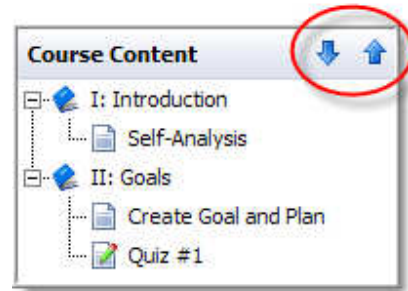 Course Content
I: Introduction
Self-Analysis
II: Goals
Create Goal and Plan
Quiz #1